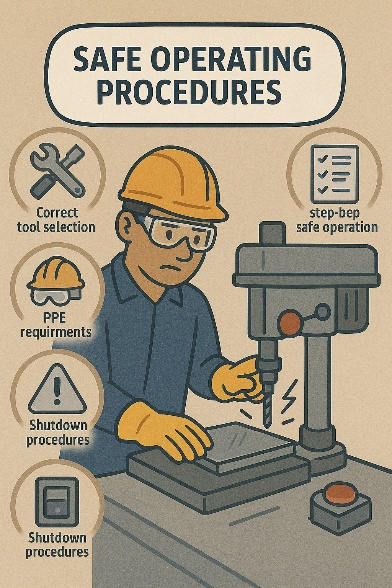 SAFE OPERATING
PROCEDURES
Correct
tool selection
step-bep
safe operation
PPE
requirments
Shutdown
procedures
Shutdown
procedures